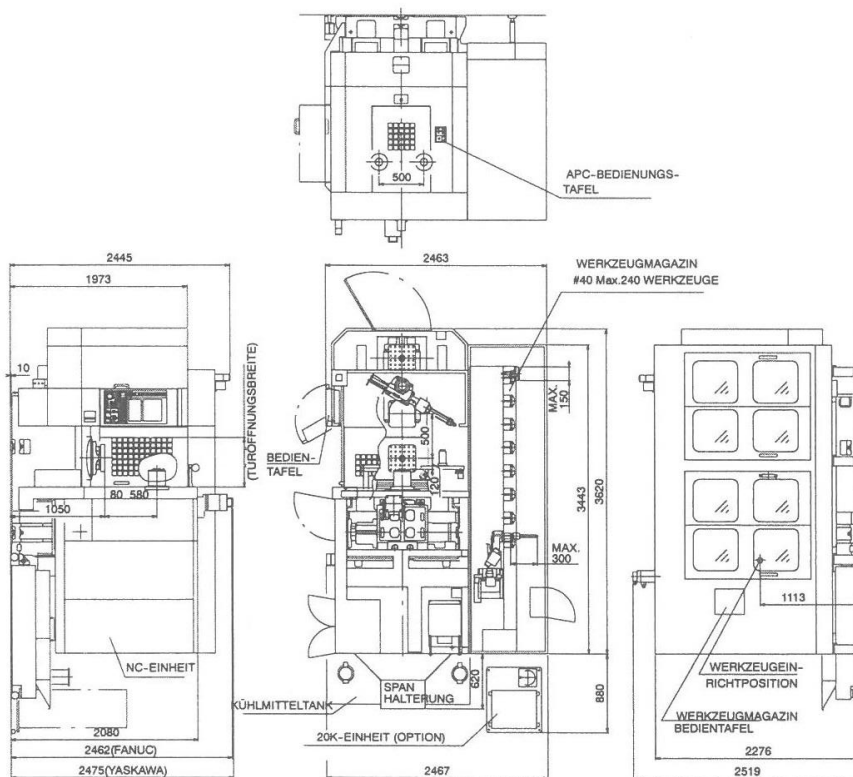 500
APC-BEDIENUNGS-
TAFEL
2445
1973
10
(TÜRÖFFNUNGSBREITE)
80 580
1050
NC-EINHEIT
2080
2462(FANUC)
2475(YASKAWA)
2463
WERKZEUGMAGAZIN
#40 Max.240 WERKZEUGE
MAX.
150
BEDIEN-
TAFEL
500
3443
3620
MAX.
300
SPAN
HALTERUNG
KÜHLMITTELTANK
620
880
20K-EINHEIT (OPTION)
2467
1113
WERKZEUGEIN-
RICHTPOSITION
WERKZEUGMAGAZIN
BEDIENTAFEL
2276
2519